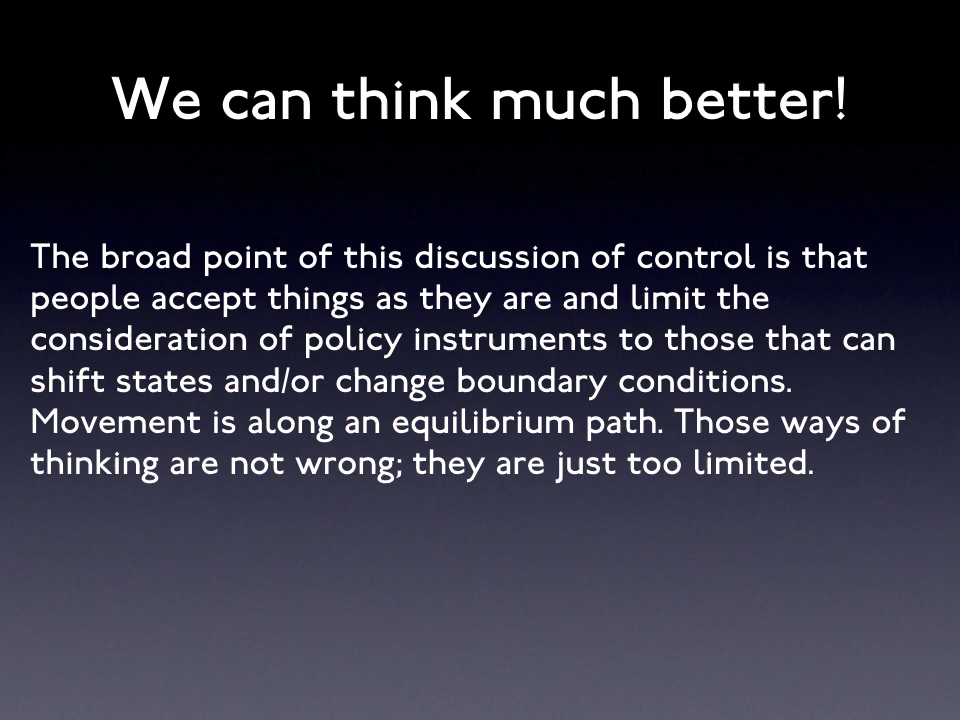 We can think much better!
The broad point of this discussion of control is that
people accept things as they are and limit the
consideration of policy instruments to those that can
shift states and/or change boundary conditions.
Movement is along an equilibrium path. Those ways of
thinking are not wrong; they are just too limited.